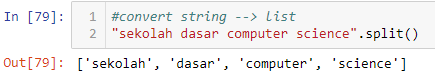 In [79]: 1 #convert string --> list
2 "sekolah dasar computer science".split()
Out[79]: ['sekolah', 'dasar', 'computer', 'science']